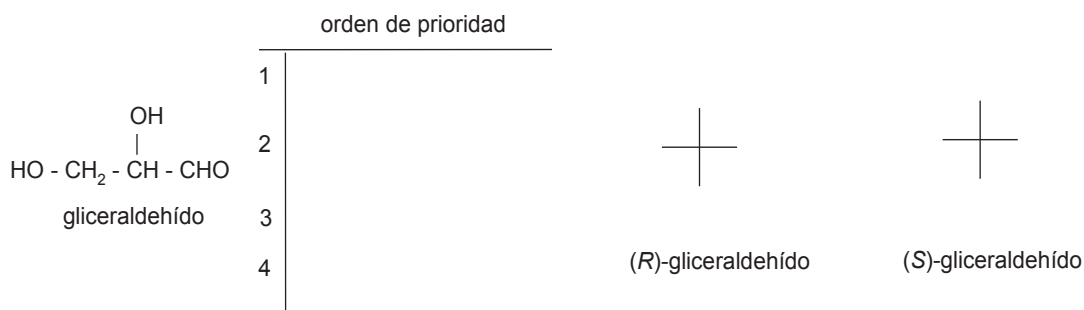 orden de prioridad
1
OH
2
HO - CH₂ - CH - CHO
gliceraldehído
3
4
(R)-gliceraldehído
(S)-gliceraldehído